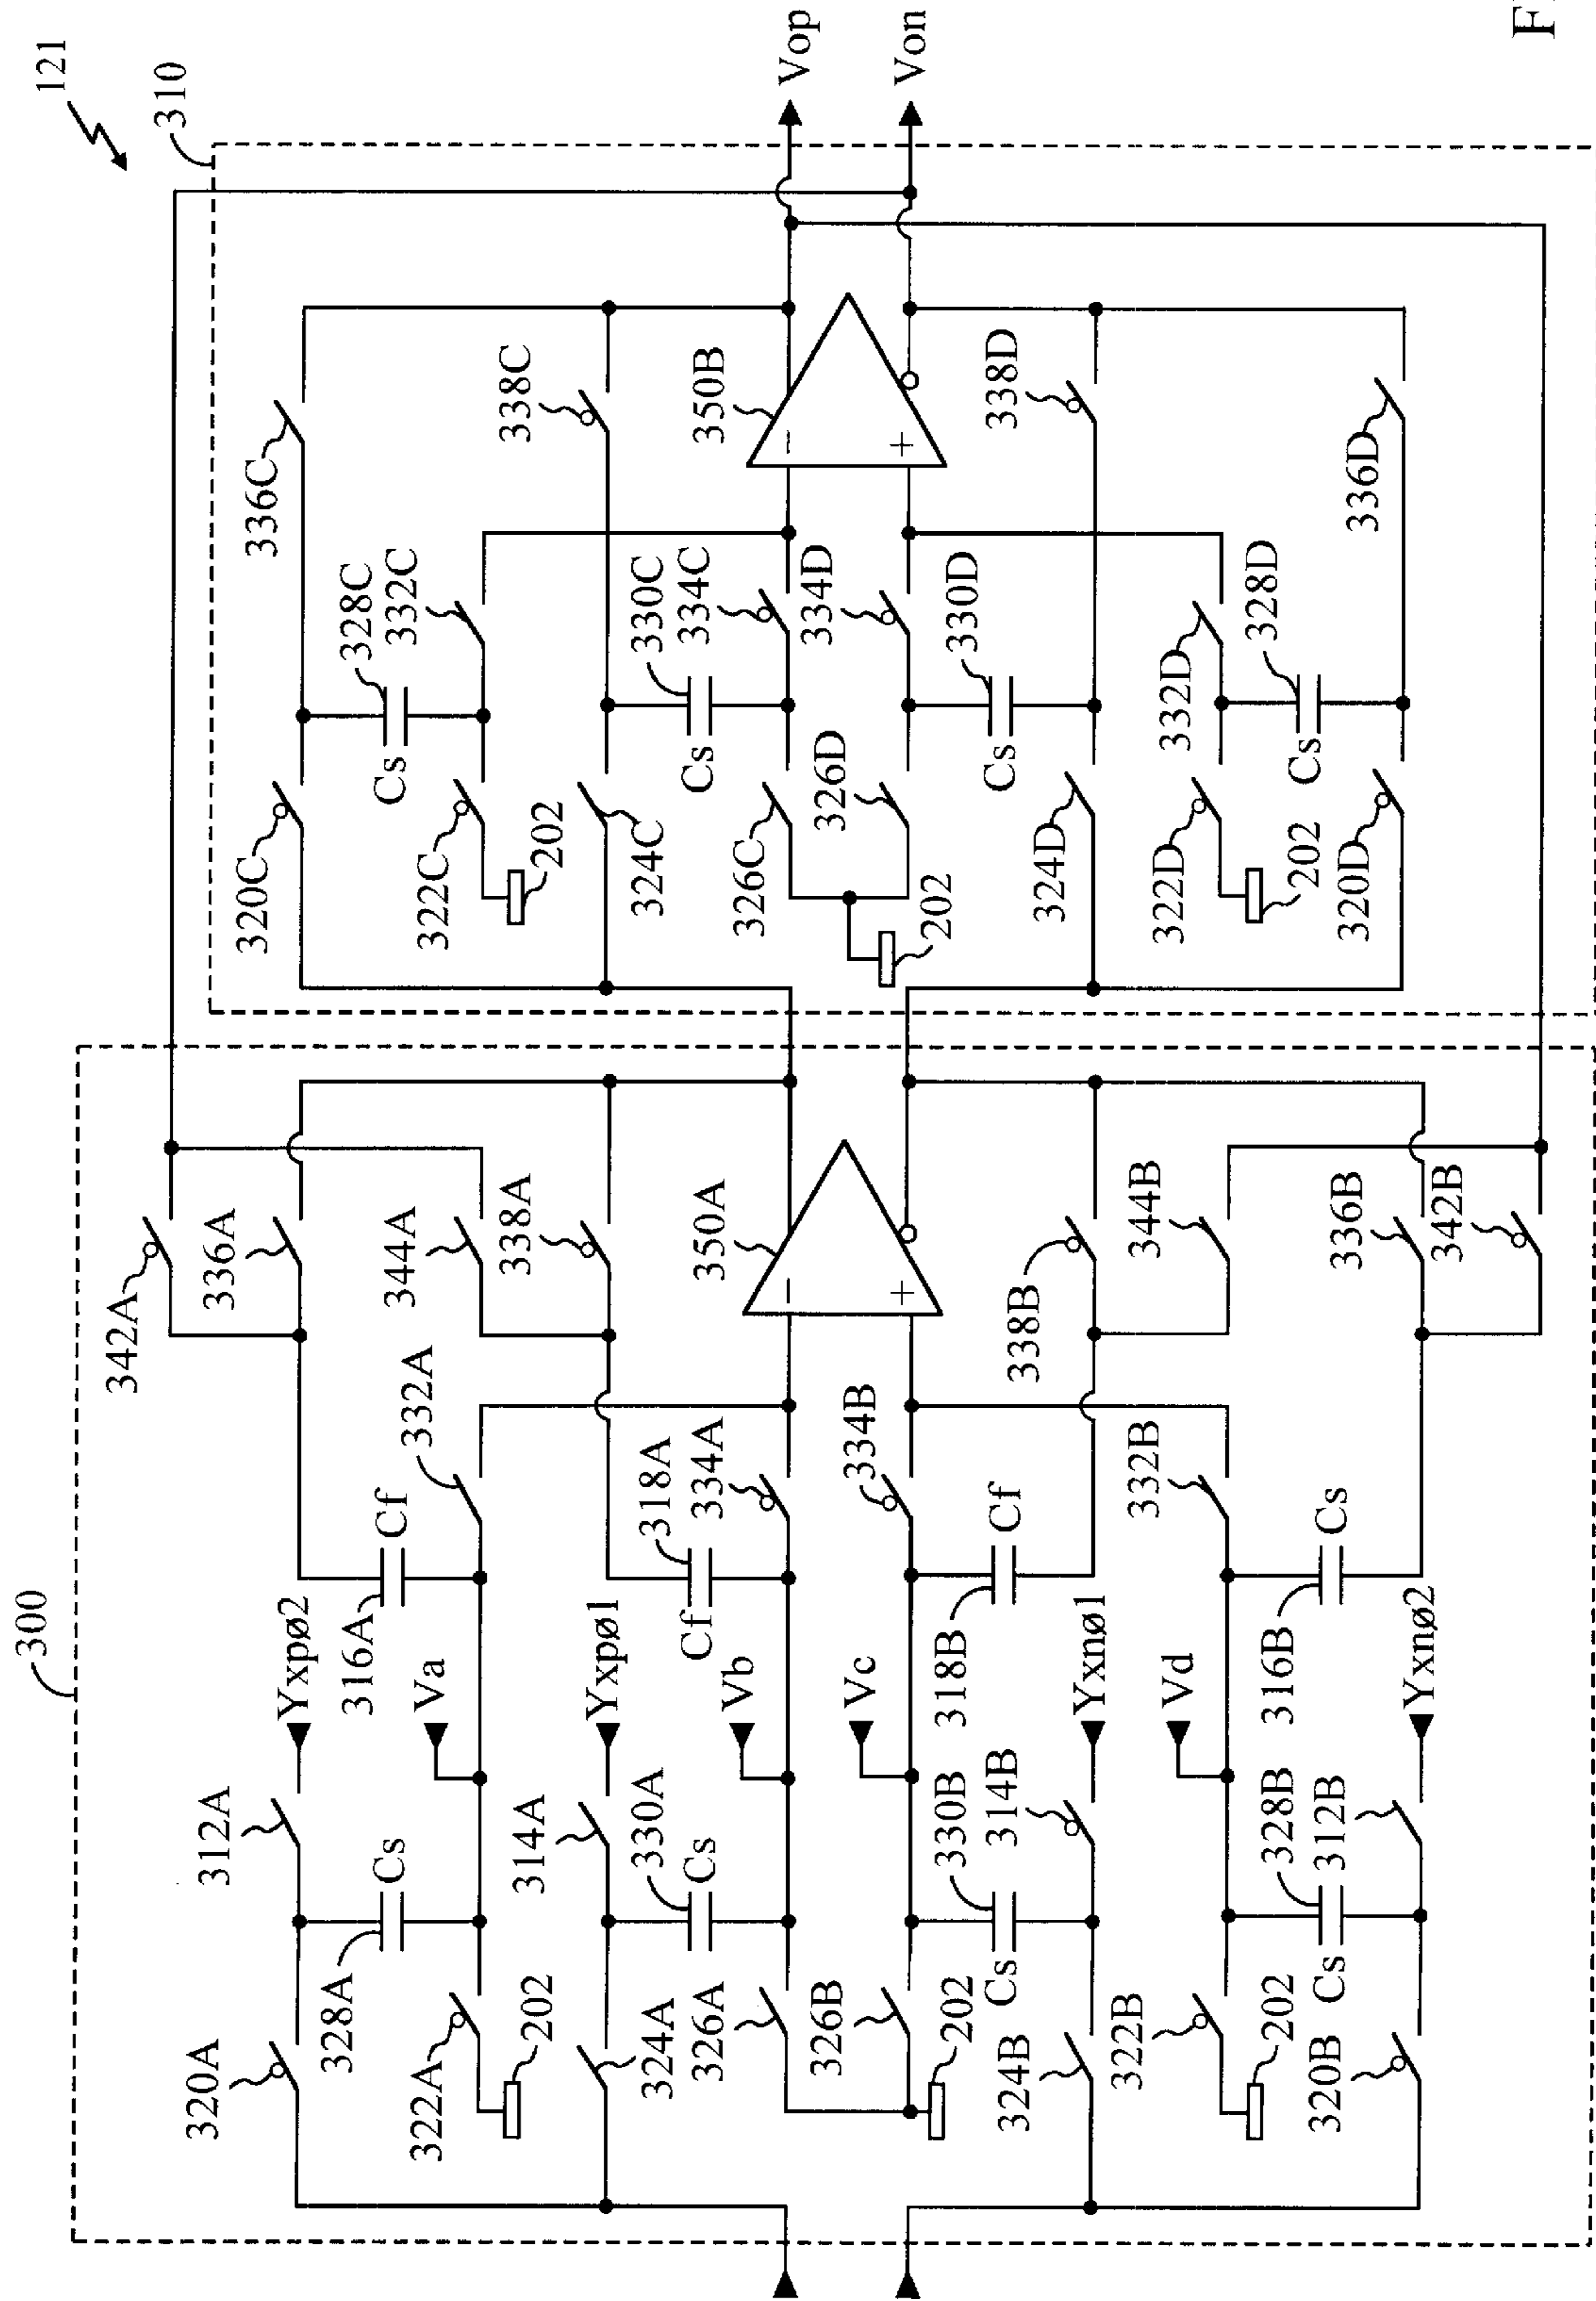 121
300
310
342A
336A
336C
Yxpø2
312A
320A
320C
316A
Cf
328A
Cs
328C
Cs
332C
332A
344A
338A
338C
Va
322A
202
322C
202
Yxpø1
314A
324A
324C
330A
Cs
318A
Cf
334A
330C
Cs
334C
350A
350B
Vb
326A
326C
−
−
Vop
Von
+
+
Vc
326B
334B
326D
334D
202
202
330B
Cs
314B
318B
Cf
338B
330D
Cs
338D
324B
Yxnø1
324D
344B
322B
202
Vd
332B
322D
202
332D
328B
Cs
312B
316B
Cs
328D
Cs
320B
Yxnø2
336B
342B
320D
336D
F